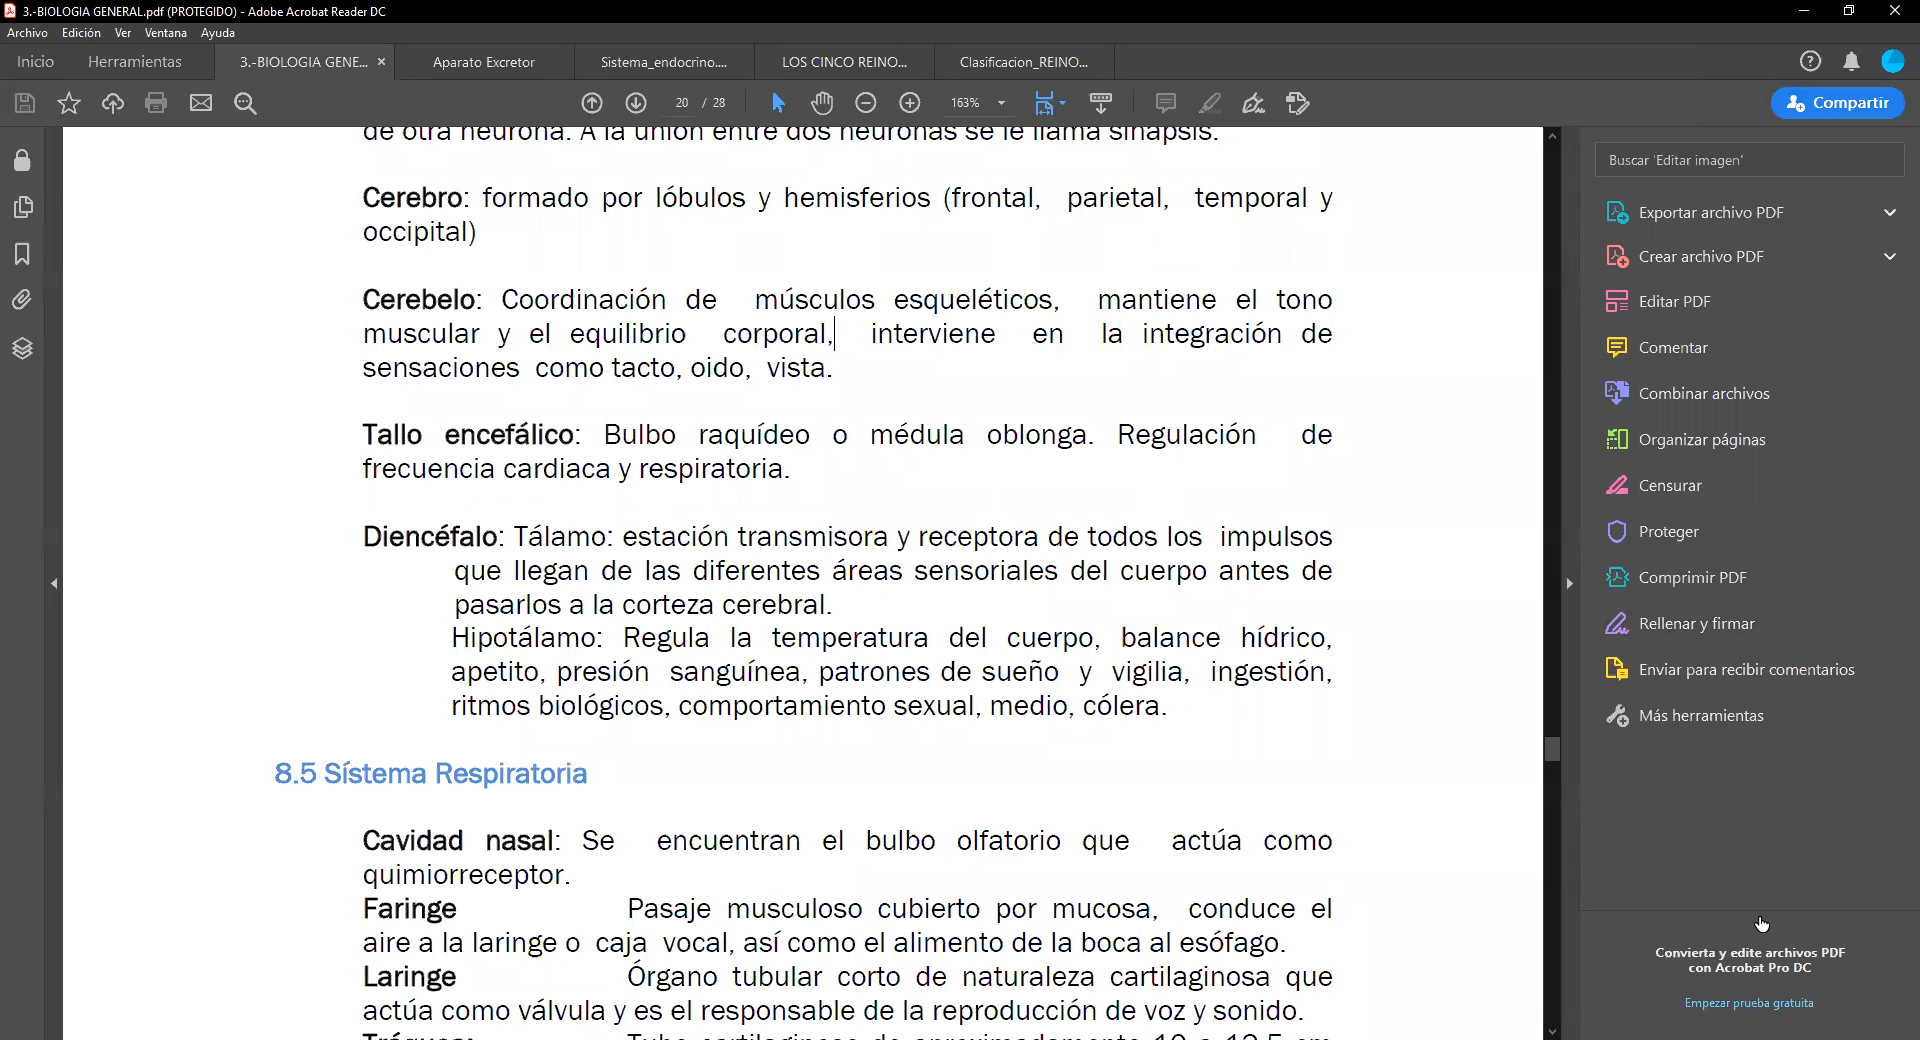 3.-BIOLOGIA GENERAL.pdf (PROTEGIDO) - Adobe Acrobat Reader DC
Archivo Edición Ver Ventana Ayuda
Inicio Herramientas 3.-BIOLOGIA GENE... × Aparato Excretor Sistema_endocrino.... LOS CINCO REINO... Clasificacion_REINO...
20 / 28 163% Compartir
de otra neurona. A la unión entre dos neuronas se le llama sinapsis.
Cerebro: formado por lóbulos y hemisferios (frontal, parietal, temporal y
occipital)
Cerebelo: Coordinación de músculos esqueléticos, mantiene el tono
muscular y el equilibrio corporal, interviene en la integración de
sensaciones como tacto, oido, vista.
Tallo encefálico: Bulbo raquídeo o médula oblonga. Regulación de
frecuencia cardiaca y respiratoria.
Diencéfalo: Tálamo: estación transmisora y receptora de todos los impulsos
que llegan de las diferentes áreas sensoriales del cuerpo antes de
pasarlos a la corteza cerebral.
Hipotálamo: Regula la temperatura del cuerpo, balance hídrico,
apetito, presión sanguínea, patrones de sueño y vigilia, ingestión,
ritmos biológicos, comportamiento sexual, medio, cólera.
8.5 Sístema Respiratoria
Cavidad nasal: Se encuentran el bulbo olfatorio que actúa como
quimiorreceptor.
Faringe Pasaje musculoso cubierto por mucosa, conduce el
aire a la laringe o caja vocal, así como el alimento de la boca al esófago.
Laringe Órgano tubular corto de naturaleza cartilaginosa que
actúa como válvula y es el responsable de la reproducción de voz y sonido.
Tráquea: Tubo cartilaginoso de aproximadamente 10 a 12.5 cm
Buscar 'Editar imagen'
Exportar archivo PDF
Crear archivo PDF
Editar PDF
Comentar
Combinar archivos
Organizar páginas
Censurar
Proteger
Comprimir PDF
Rellenar y firmar
Enviar para recibir comentarios
Más herramientas
Convierta y edite archivos PDF
con Acrobat Pro DC
Empezar prueba gratuita